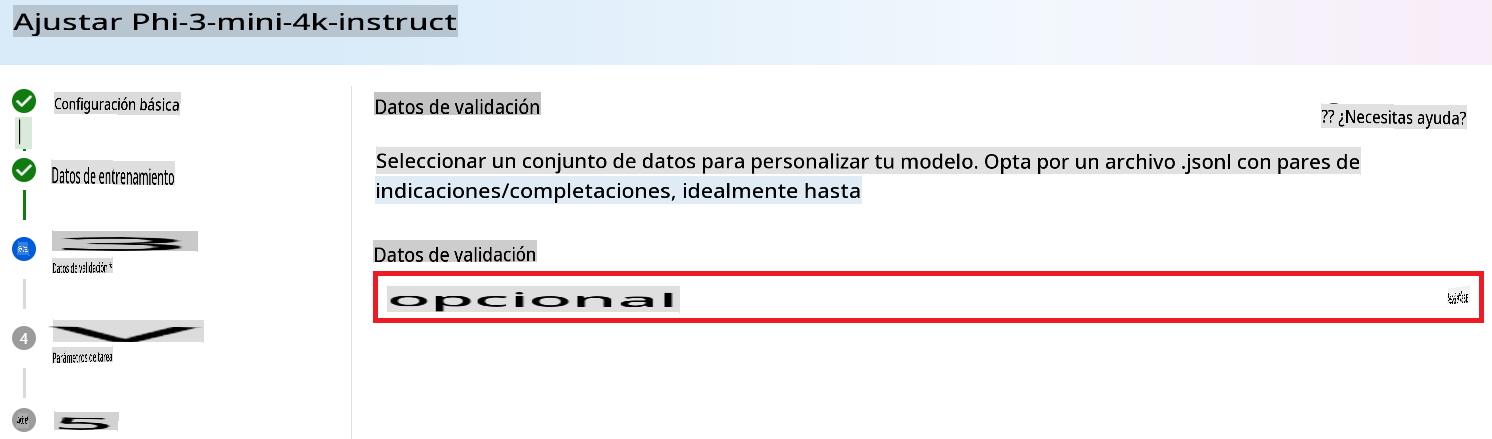 Ajustar Phi-3-mini-4k-instruct
Configuración básica
Datos de entrenamiento
3
Datos de validación *
4
Parámetros de tarea
5
Datos de validación
?? ¿Necesitas ayuda?
Seleccionar un conjunto de datos para personalizar tu modelo. Opta por un archivo .jsonl con pares de
indicaciones/completaciones, idealmente hasta
Datos de validación
opcional